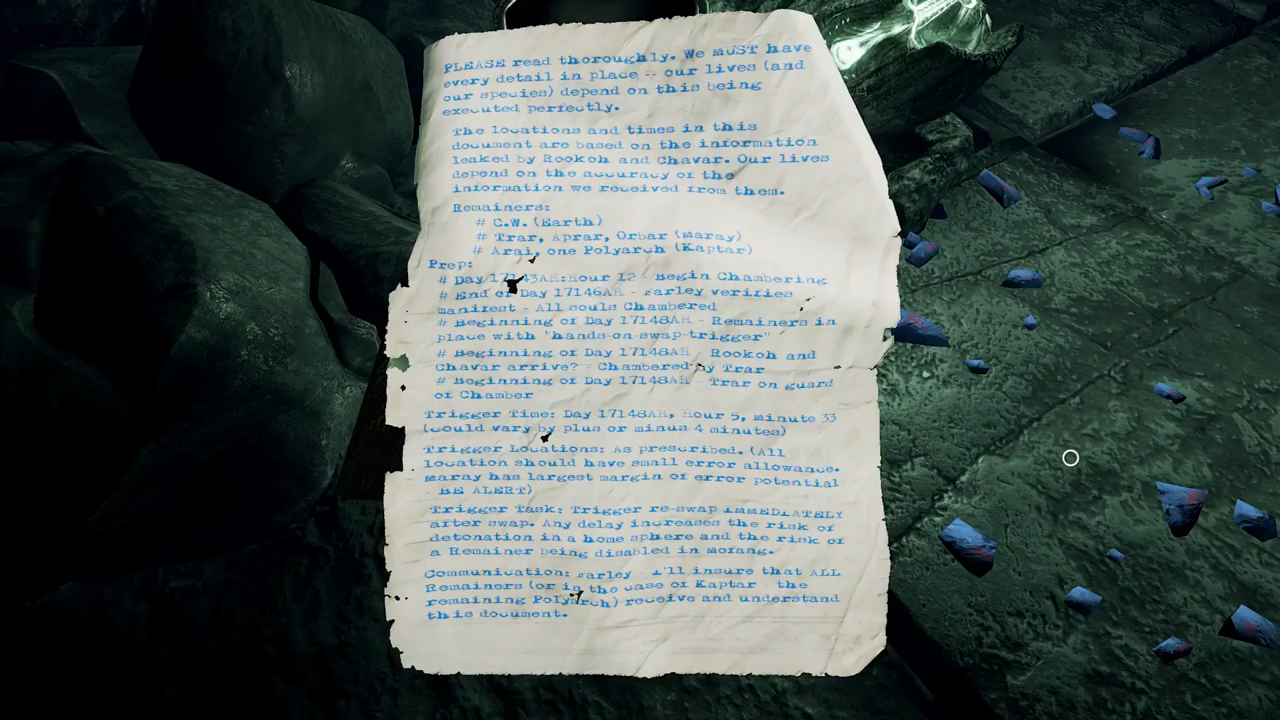 PLEASE read thoroughly. We MUST have
every detail in place - our lives (and
our species) depend on this being
executed perfectly.
The locations and times in this
document are based on the information
leaked by Rookoh and Chavar. Our lives
depend on the accuracy of the
information we received from them.
Remainers:
# C.W. (Earth)
# Trar, Aprar, Orbar (Maray)
# Arai, one Polyarch (Kaptar)
Prep:
# Day 17143AH:Hour 12 - Begin Chambering
# End of Day 17146AH - Farley verifies
manifest - All souls Chambered
# Beginning of Day 17148AH - Remainers in
place with "hands-on-swap-trigger"
# Beginning of Day 17148AH - Rookoh and
Chavar arrive? - Chambered by Trar
# Beginning of Day 17148AH - Trar on guard
of Chamber
Trigger Time: Day 17148AH, Hour 5, minute 33
(could vary by plus or minus 4 minutes)
Trigger Locations: As prescribed. (All
location should have small error allowance.
Maray has largest margin of error potential
- BE ALERT)
Trigger Task: Trigger re-swap IMMEDIATELY
after swap. Any delay increases the risk of
detonation in a home sphere and the risk of
a Remainer being disabled in Mofang.
Communication: Farley - I'll insure that ALL
Remainers (or in the case of Kaptar - the
remaining Polyarch) receive and understand
this document.